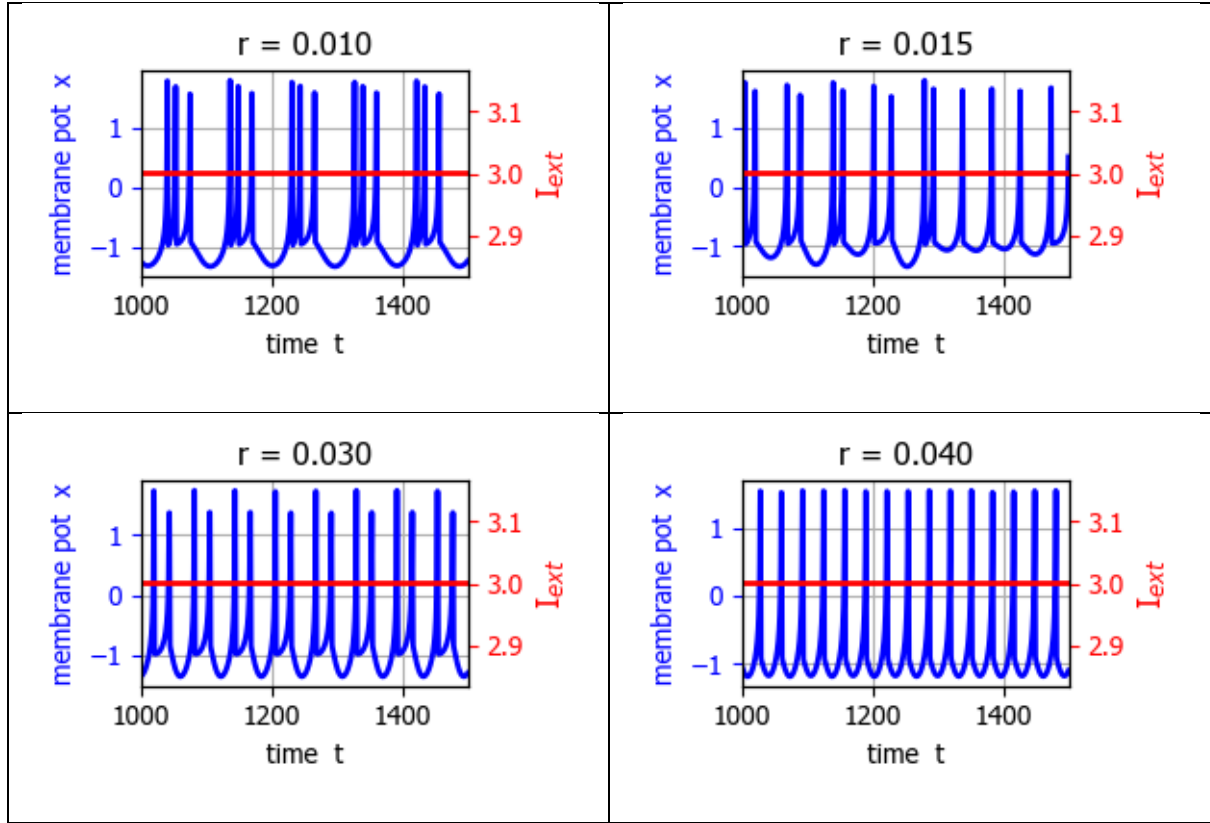 r = 0.010
membrane pot x
1
0
−1
3.1
3.0
2.9
I_ext
1000 1200 1400
time t
r = 0.015
membrane pot x
1
0
−1
3.1
3.0
2.9
I_ext
1000 1200 1400
time t
r = 0.030
membrane pot x
1
0
−1
3.1
3.0
2.9
I_ext
1000 1200 1400
time t
r = 0.040
membrane pot x
1
0
−1
3.1
3.0
2.9
I_ext
1000 1200 1400
time t